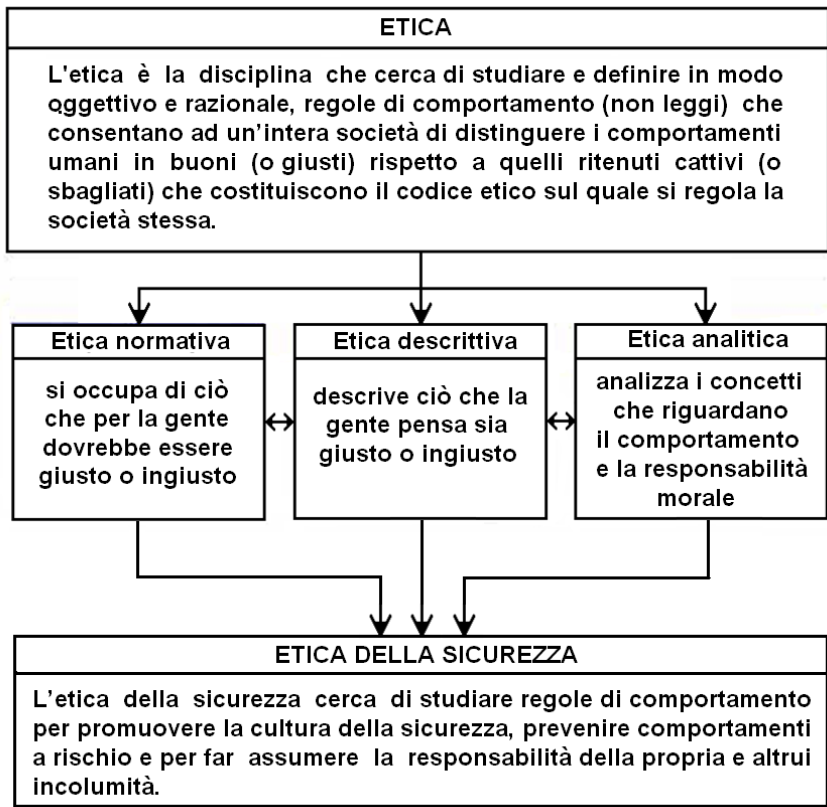 ETICA
L'etica è la disciplina che cerca di studiare e definire in modo
oggettivo e razionale, regole di comportamento (non leggi) che
consentano ad un'intera società di distinguere i comportamenti
umani in buoni (o giusti) rispetto a quelli ritenuti cattivi (o
sbagliati) che costituiscono il codice etico sul quale si regola la
società stessa.
Etica normativa
si occupa di ciò
che per la gente
dovrebbe essere
giusto o ingiusto
Etica descrittiva
descrive ciò che la
gente pensa sia
giusto o ingiusto
Etica analitica
analizza i concetti
che riguardano
il comportamento
e la responsabilità
morale
ETICA DELLA SICUREZZA
L'etica della sicurezza cerca di studiare regole di comportamento
per promuovere la cultura della sicurezza, prevenire comportamenti
a rischio e per far assumere la responsabilità della propria e altrui
incolumità.